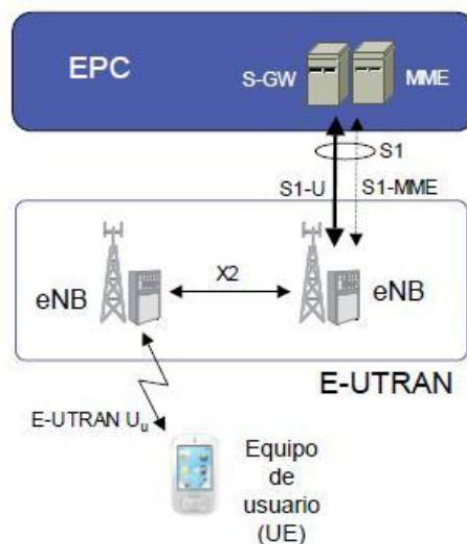 EPC
S-GW
MME
S1
S1-U
S1-MME
X2
eNB
eNB
E-UTRAN
E-UTRAN Uu
Equipo
de
usuario
(UE)